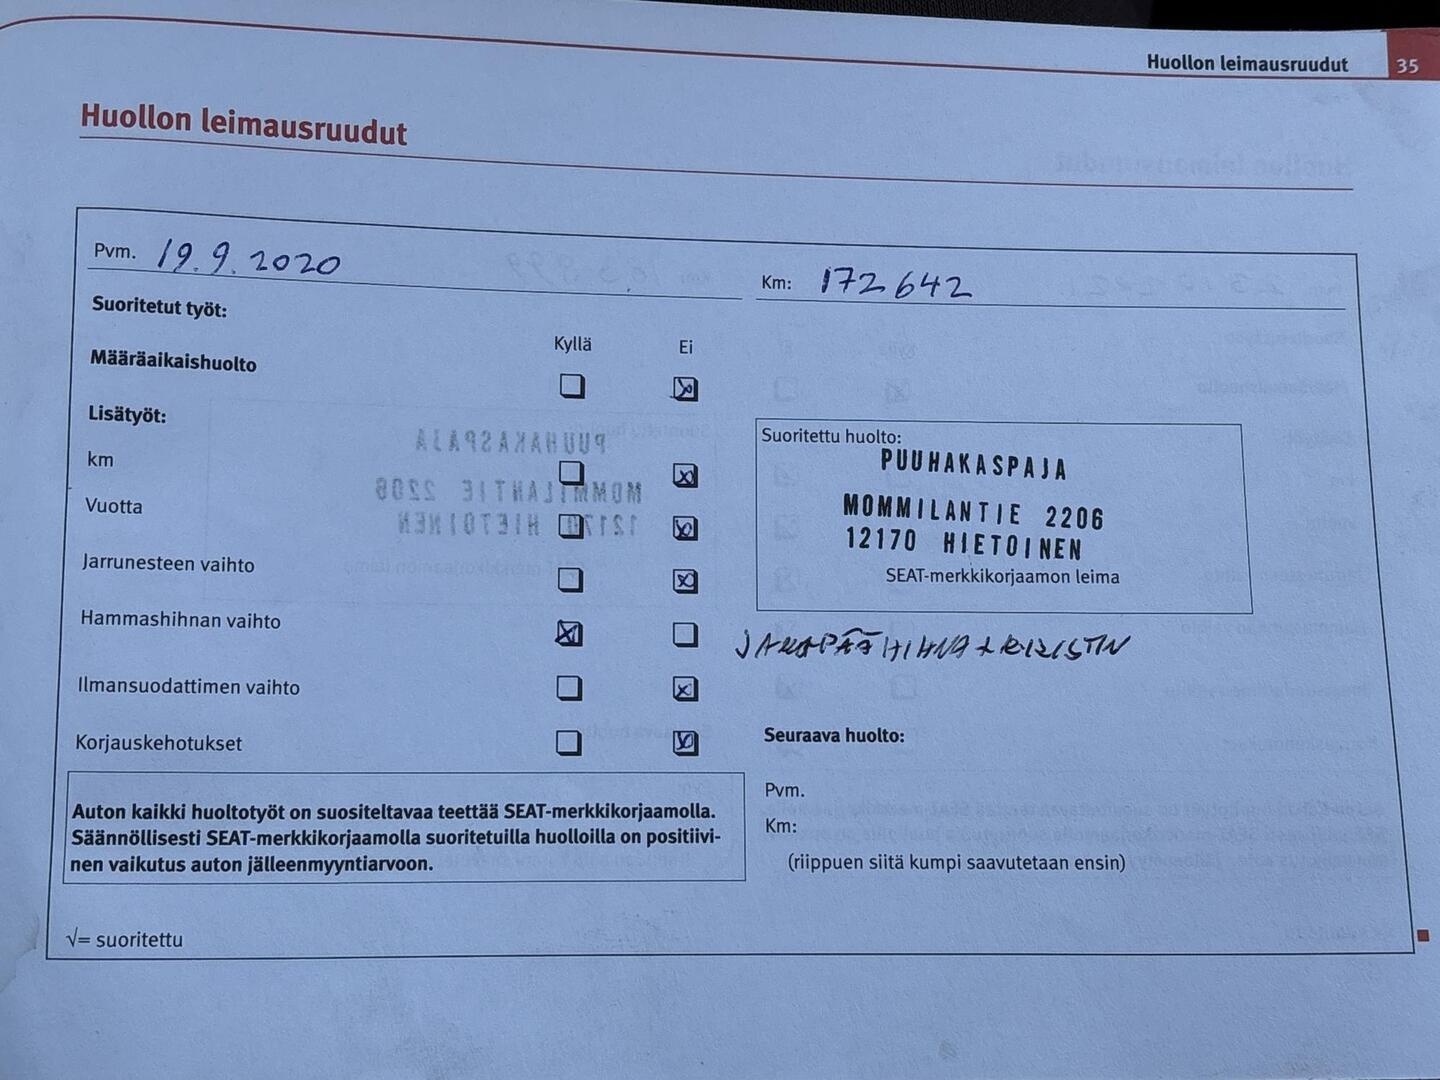 Huollon leimausruudut 35
Huollon leimausruudut
Pvm. 19.9.2020
Km: 172 642
Suoritetut työt:
Kyllä Ei
Määräaikaishuolto
Lisätyöt:
km
Vuotta
Jarrunesteen vaihto
Hammashihnan vaihto
Ilmansuodattimen vaihto
Korjauskehotukset
Suoritettu huolto:
PUUHAKASPAJA
MOMMILANTIE 2206
12170 HIETOINEN
SEAT-merkkikorjaamon leima
JAKOPÄÄ HIHNA + KIRISTIN
Seuraava huolto:
Pvm.
Km:
(riippuen siitä kumpi saavutetaan ensin)
Auton kaikki huoltotyöt on suositeltavaa teettää SEAT-merkkikorjaamolla.
Säännöllisesti SEAT-merkkikorjaamolla suoritetuilla huolloilla on positiivi-
nen vaikutus auton jälleenmyyntiarvoon.
√= suoritettu